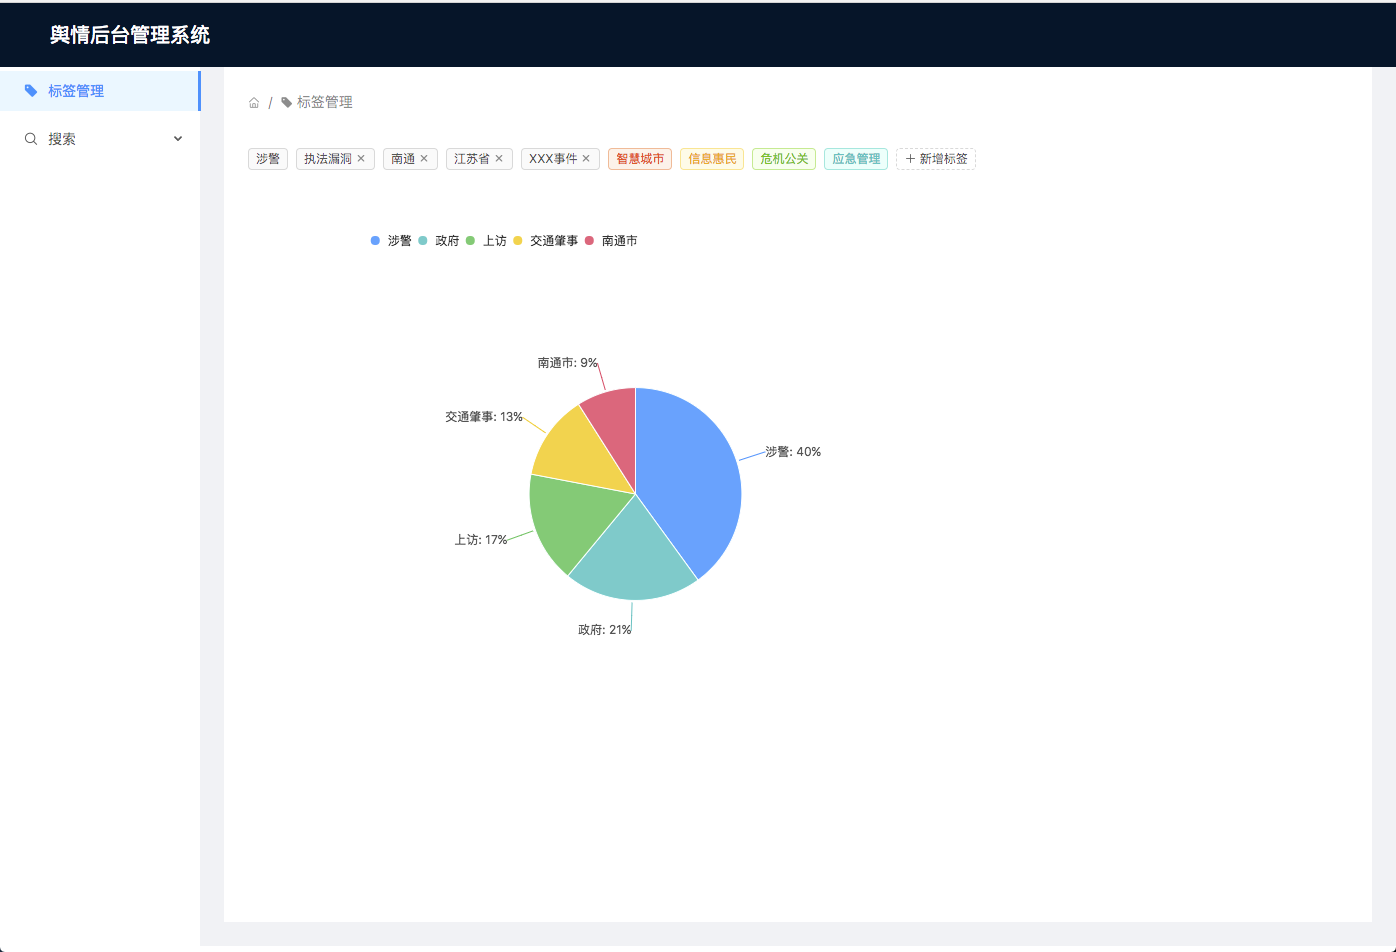 舆情后台管理系统
标签管理
搜索
/ 标签管理
涉警 执法漏洞 南通 江苏省 XXX事件 智慧城市 信息惠民 危机公关 应急管理 + 新增标签
涉警 政府 上访 交通肇事 南通市
南通市: 9%
交通肇事: 13%
涉警: 40%
上访: 17%
政府: 21%